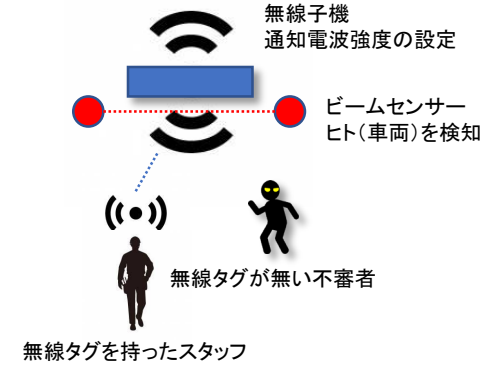 無線子機
通知電波強度の設定
ビームセンサー
ヒト（車両）を検知
無線タグが無い不審者
無線タグを持ったスタッフ